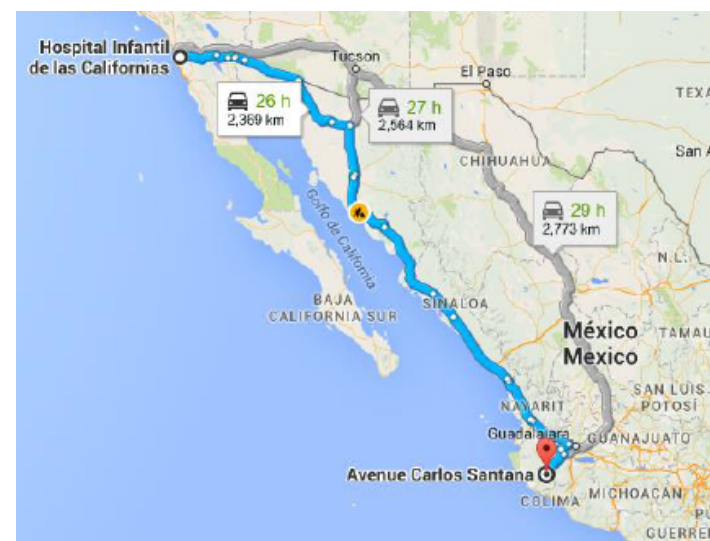 Hospital Infantil
de las Californias
Tucson
El Paso
TEXA
26 h
2,369 km
27 h
2,564 km
CHIHUAHUA
San A
Golfo de California
29 h
2,773 km
N.L.
BAJA
CALIFORNIA SUR
SINALOA
México
Mexico
TAMAU
SAN LUIS
POTOSÍ
NAYARIT
Guadalajara
GUANAJUATO
Avenue Carlos Santana
COLIMA
MICHOACÁN
PU
GUERRE